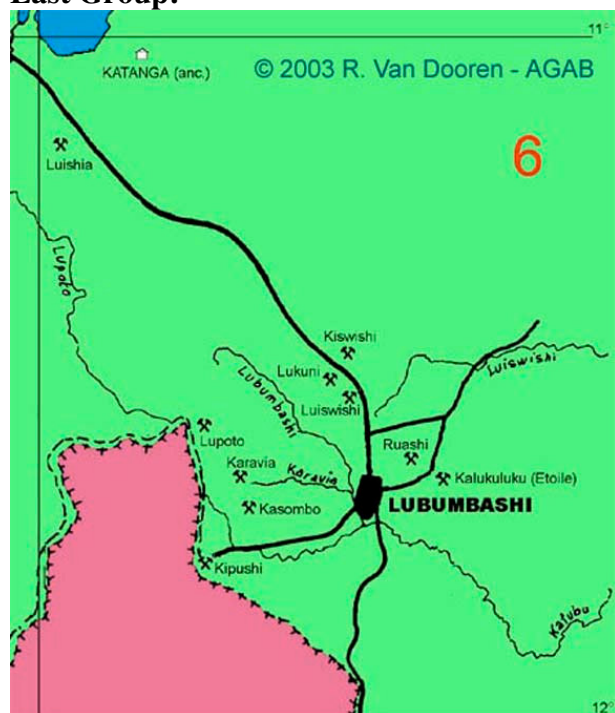 East Group:
11°
KATANGA (anc.)
© 2003 R. Van Dooren - AGAB
6
Luishia
Lupoto
Kiswishi
Luiswishi
Lukuni
Lubumbashi
Luiswishi
Lupoto
Ruashi
Karavia
Karavia
Kalukuluku (Etoile)
LUBUMBASHI
Kasombo
Kipushi
Kafubu
12°